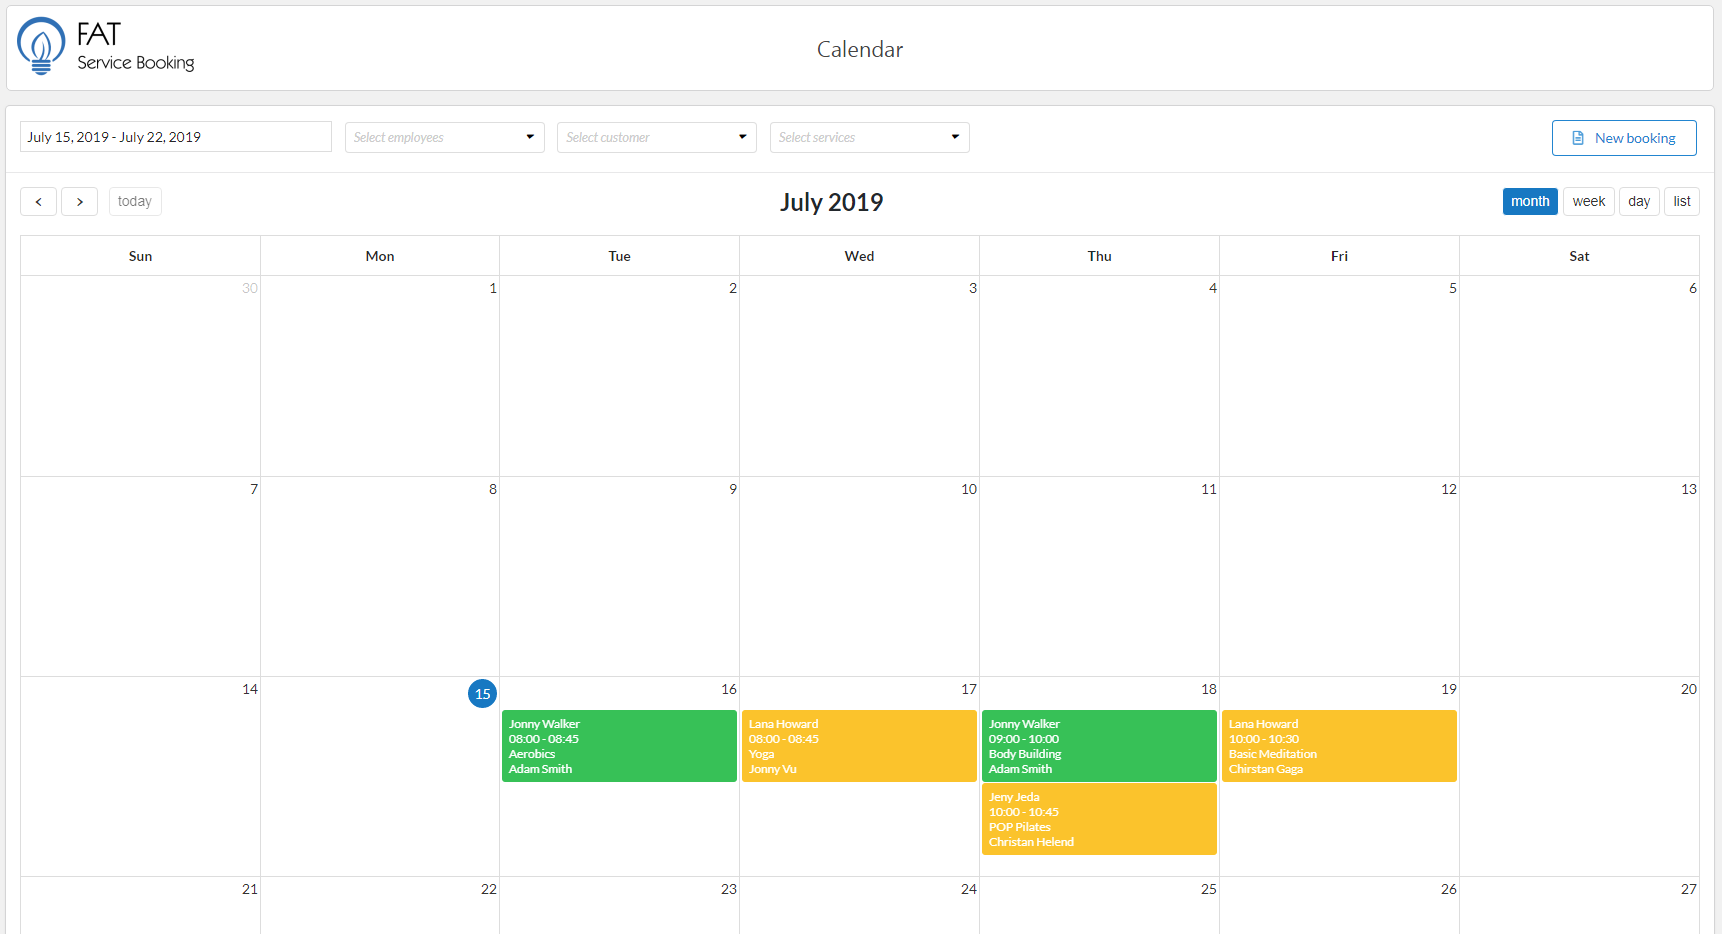 FAT
Service Booking
Calendar
July 15, 2019 - July 22, 2019
Select employees
Select customer
Select services
New booking
<
>
today
July 2019
month
week
day
list
Sun
Mon
Tue
Wed
Thu
Fri
Sat
30
1
2
3
4
5
6
7
8
9
10
11
12
13
14
15
16
Jonny Walker
08:00 - 08:45
Aerobics
Adam Smith
17
Lana Howard
08:00 - 08:45
Yoga
Jonny Vu
18
Jonny Walker
09:00 - 10:00
Body Building
Adam Smith
Jeny Jeda
10:00 - 10:45
POP Pilates
Christan Helend
19
Lana Howard
10:00 - 10:30
Basic Meditation
Chirstan Gaga
20
21
22
23
24
25
26
27